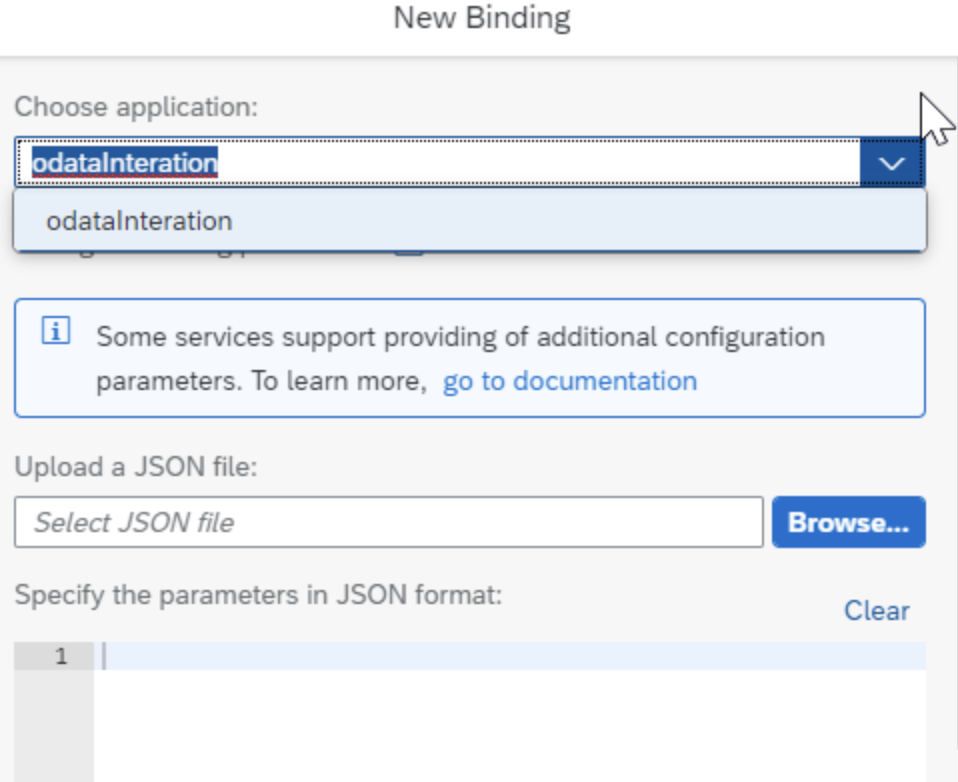 New Binding
Choose application:
odataInteration
odataInteration
Some services support providing of additional configuration
parameters. To learn more, go to documentation
Upload a JSON file:
Select JSON file
Browse...
Specify the parameters in JSON format:
Clear
1